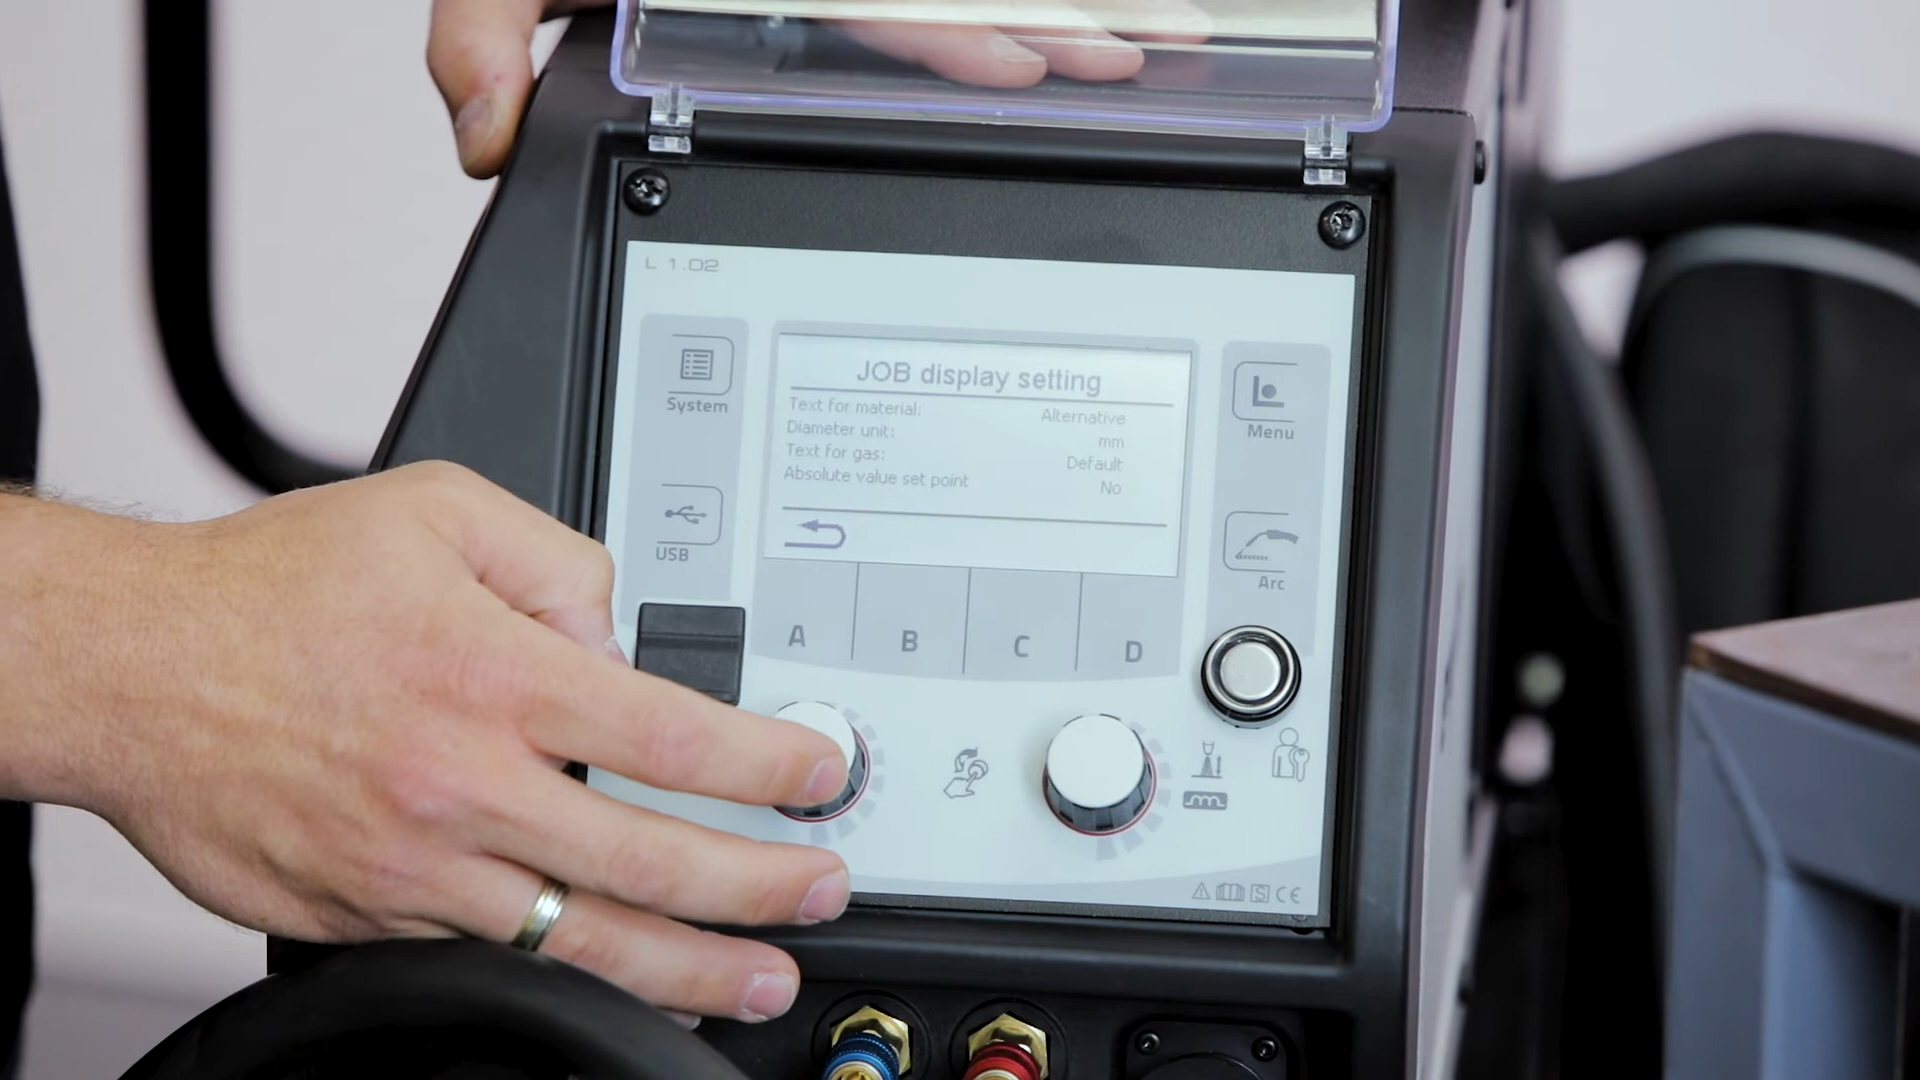 L 1.02
System
JOB display setting
Text for material: Alternative
Diameter unit: mm
Text for gas: Default
Absolute value set point No
Menu
USB
Arc
A B C D
S CE